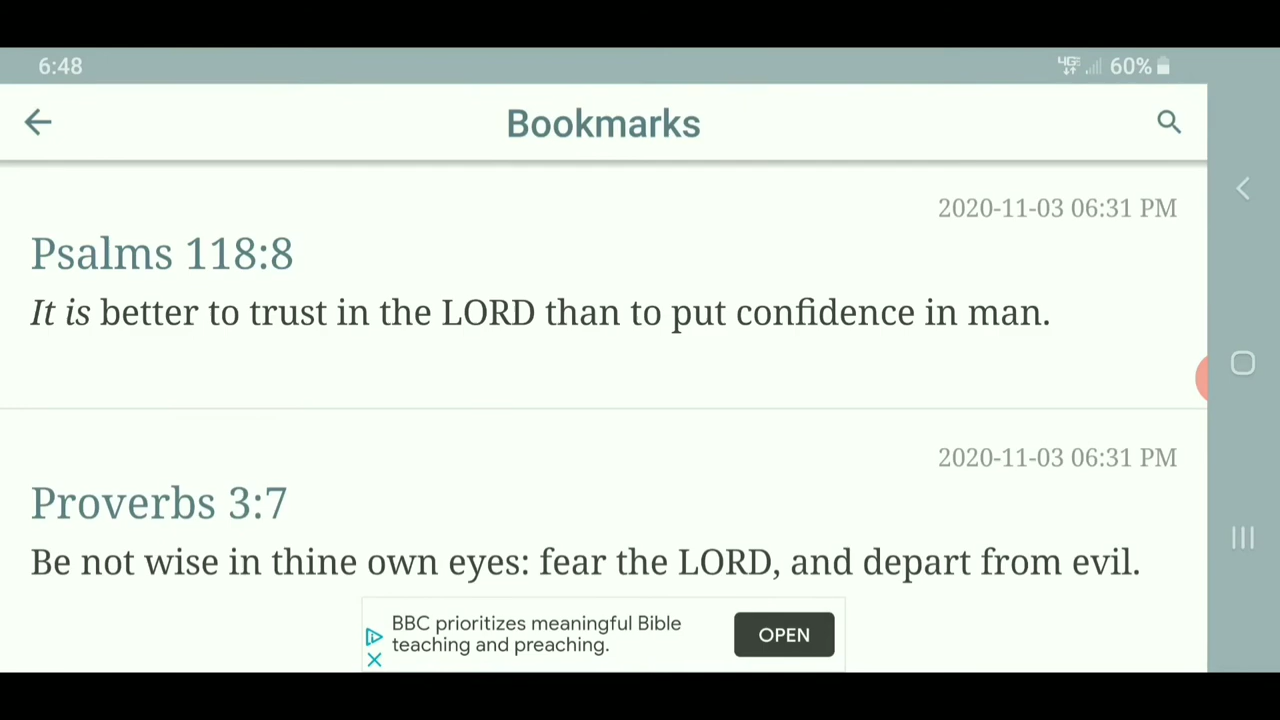 6:48
4GE 60%
Bookmarks
2020-11-03 06:31 PM
Psalms 118:8
It is better to trust in the LORD than to put confidence in man.
2020-11-03 06:31 PM
Proverbs 3:7
Be not wise in thine own eyes: fear the LORD, and depart from evil.
BBC prioritizes meaningful Bible
teaching and preaching.
OPEN